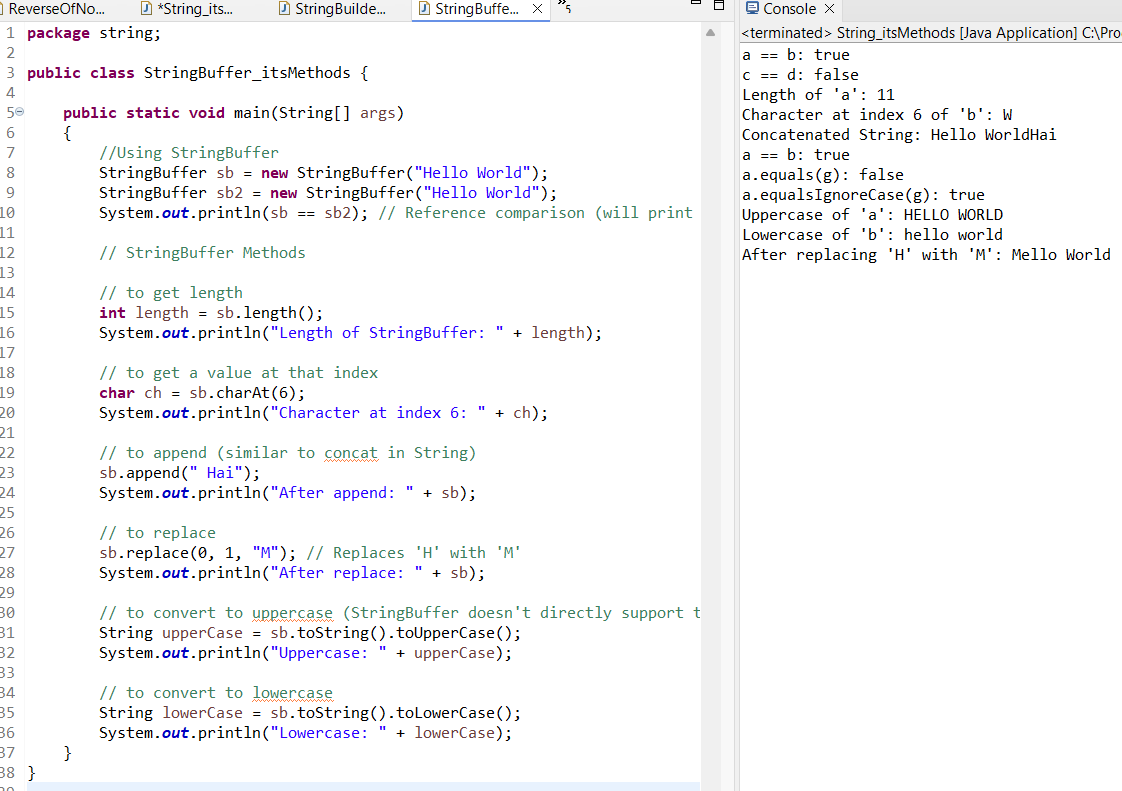 ReverseOfNo...
*String_its...
StringBuilde...
StringBuffe...
»5
1 package string;
2
3 public class StringBuffer_itsMethods {
4
5 public static void main(String[] args)
6 {
7 //Using StringBuffer
8 StringBuffer sb = new StringBuffer("Hello World");
9 StringBuffer sb2 = new StringBuffer("Hello World");
10 System.out.println(sb == sb2); // Reference comparison (will print
11
12 // StringBuffer Methods
13
14 // to get length
15 int length = sb.length();
16 System.out.println("Length of StringBuffer: " + length);
17
18 // to get a value at that index
19 char ch = sb.charAt(6);
20 System.out.println("Character at index 6: " + ch);
21
22 // to append (similar to concat in String)
23 sb.append(" Hai");
24 System.out.println("After append: " + sb);
25
26 // to replace
27 sb.replace(0, 1, "M"); // Replaces 'H' with 'M'
28 System.out.println("After replace: " + sb);
29
30 // to convert to uppercase (StringBuffer doesn't directly support t
31 String upperCase = sb.toString().toUpperCase();
32 System.out.println("Uppercase: " + upperCase);
33
34 // to convert to lowercase
35 String lowerCase = sb.toString().toLowerCase();
36 System.out.println("Lowercase: " + lowerCase);
37 }
38 }
Console
<terminated> String_itsMethods [Java Application] C:\Pro
a == b: true
c == d: false
Length of 'a': 11
Character at index 6 of 'b': W
Concatenated String: Hello WorldHai
a == b: true
a.equals(g): false
a.equalsIgnoreCase(g): true
Uppercase of 'a': HELLO WORLD
Lowercase of 'b': hello world
After replacing 'H' with 'M': Mello World